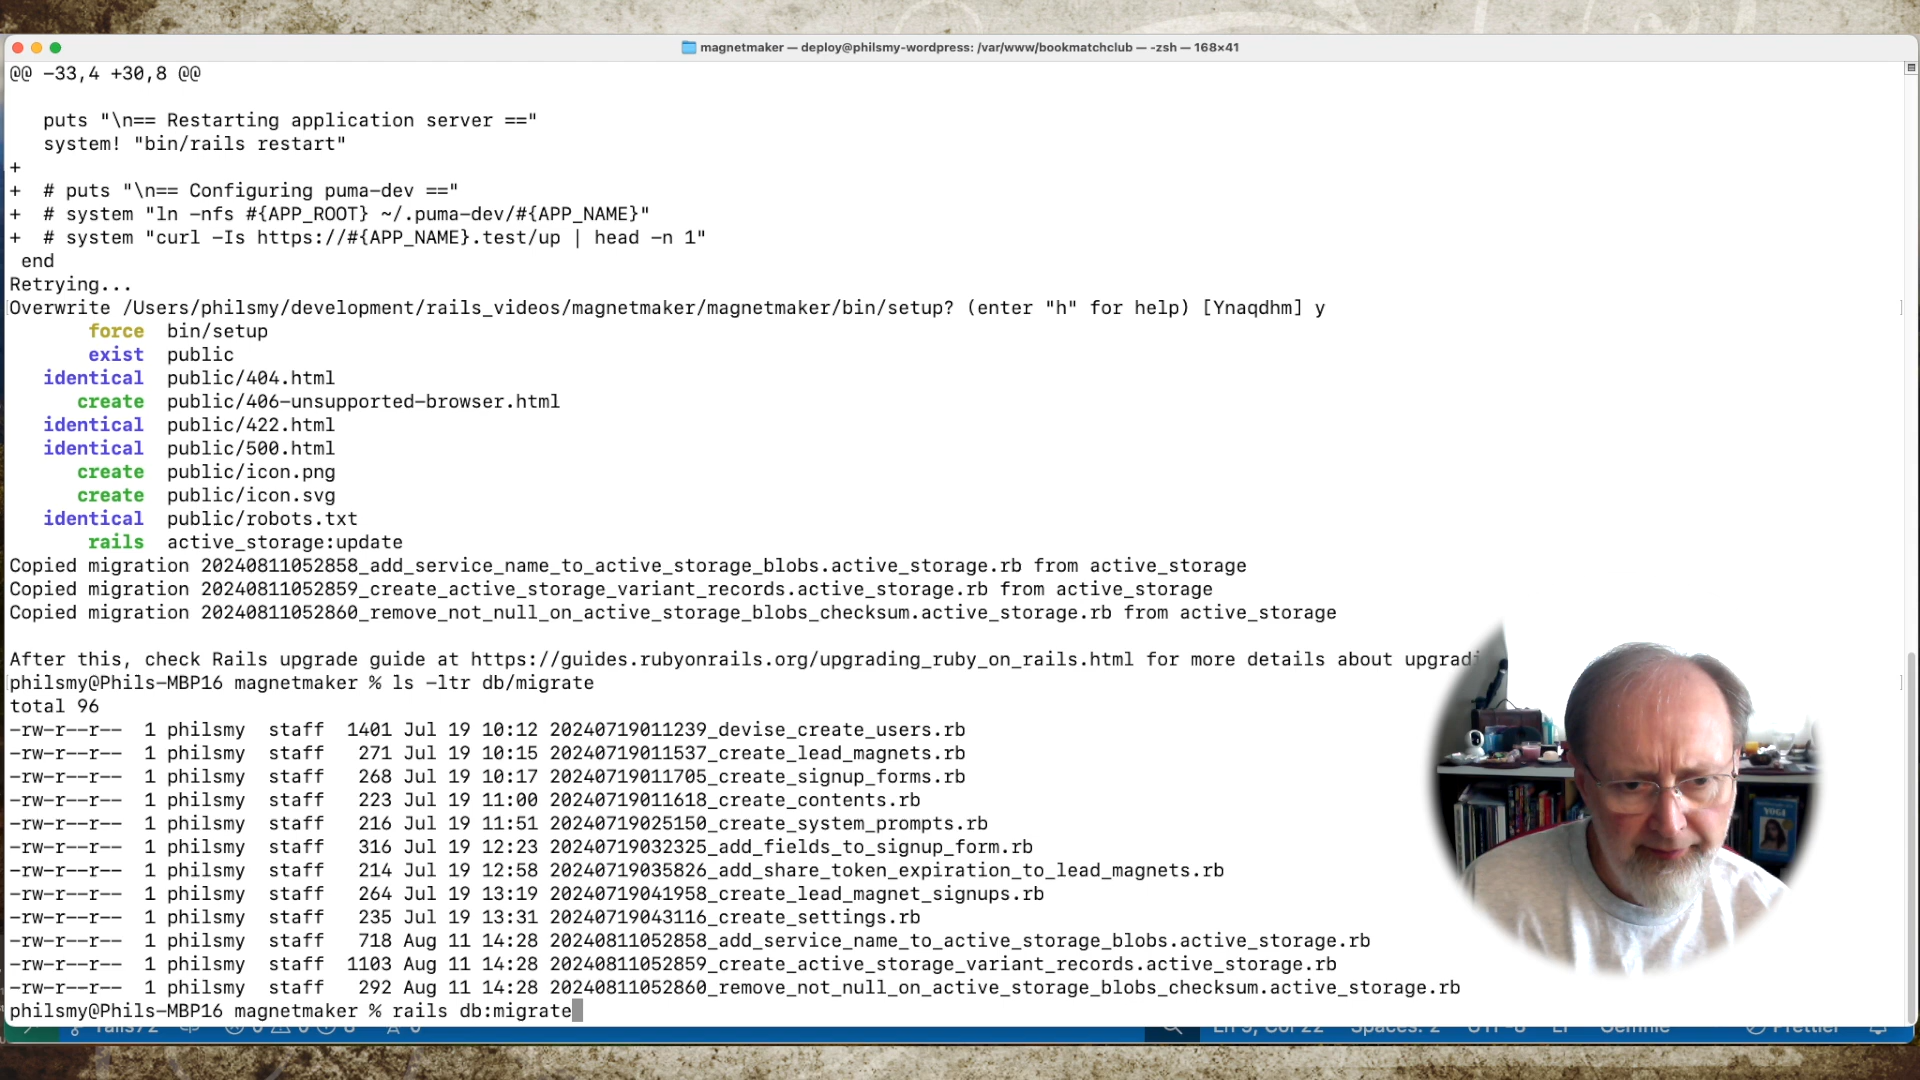 magnetmaker — deploy@philsmy-wordpress: /var/www/bookmatchclub — -zsh — 168×41
@@ -33,4 +30,8 @@
puts "\n== Restarting application server =="
system! "bin/rails restart"
+
+  # puts "\n== Configuring puma-dev =="
+  # system "ln -nfs #{APP_ROOT} ~/.puma-dev/#{APP_NAME}"
+  # system "curl -Is https://#{APP_NAME}.test/up | head -n 1"
end
Retrying...
Overwrite /Users/philsmy/development/rails_videos/magnetmaker/magnetmaker/bin/setup? (enter "h" for help) [Ynaqdhm] y
force  bin/setup
exist  public
identical  public/404.html
create  public/406-unsupported-browser.html
identical  public/422.html
identical  public/500.html
create  public/icon.png
create  public/icon.svg
identical  public/robots.txt
rails  active_storage:update
Copied migration 20240811052858_add_service_name_to_active_storage_blobs.active_storage.rb from active_storage
Copied migration 20240811052859_create_active_storage_variant_records.active_storage.rb from active_storage
Copied migration 20240811052860_remove_not_null_on_active_storage_blobs_checksum.active_storage.rb from active_storage
After this, check Rails upgrade guide at https://guides.rubyonrails.org/upgrading_ruby_on_rails.html for more details about upgradi
philsmy@Phils-MBP16 magnetmaker % ls -ltr db/migrate
total 96
-rw-r--r--  1 philsmy  staff  1401 Jul 19 10:12 20240719011239_devise_create_users.rb
-rw-r--r--  1 philsmy  staff   271 Jul 19 10:15 20240719011537_create_lead_magnets.rb
-rw-r--r--  1 philsmy  staff   268 Jul 19 10:17 20240719011705_create_signup_forms.rb
-rw-r--r--  1 philsmy  staff   223 Jul 19 11:00 20240719011618_create_contents.rb
-rw-r--r--  1 philsmy  staff   216 Jul 19 11:51 20240719025150_create_system_prompts.rb
-rw-r--r--  1 philsmy  staff   316 Jul 19 12:23 20240719032325_add_fields_to_signup_form.rb
-rw-r--r--  1 philsmy  staff   214 Jul 19 12:58 20240719035826_add_share_token_expiration_to_lead_magnets.rb
-rw-r--r--  1 philsmy  staff   264 Jul 19 13:19 20240719041958_create_lead_magnet_signups.rb
-rw-r--r--  1 philsmy  staff   235 Jul 19 13:31 20240719043116_create_settings.rb
-rw-r--r--  1 philsmy  staff   718 Aug 11 14:28 20240811052858_add_service_name_to_active_storage_blobs.active_storage.rb
-rw-r--r--  1 philsmy  staff  1103 Aug 11 14:28 20240811052859_create_active_storage_variant_records.active_storage.rb
-rw-r--r--  1 philsmy  staff   292 Aug 11 14:28 20240811052860_remove_not_null_on_active_storage_blobs_checksum.active_storage.rb
philsmy@Phils-MBP16 magnetmaker % rails db:migrate
YOGI